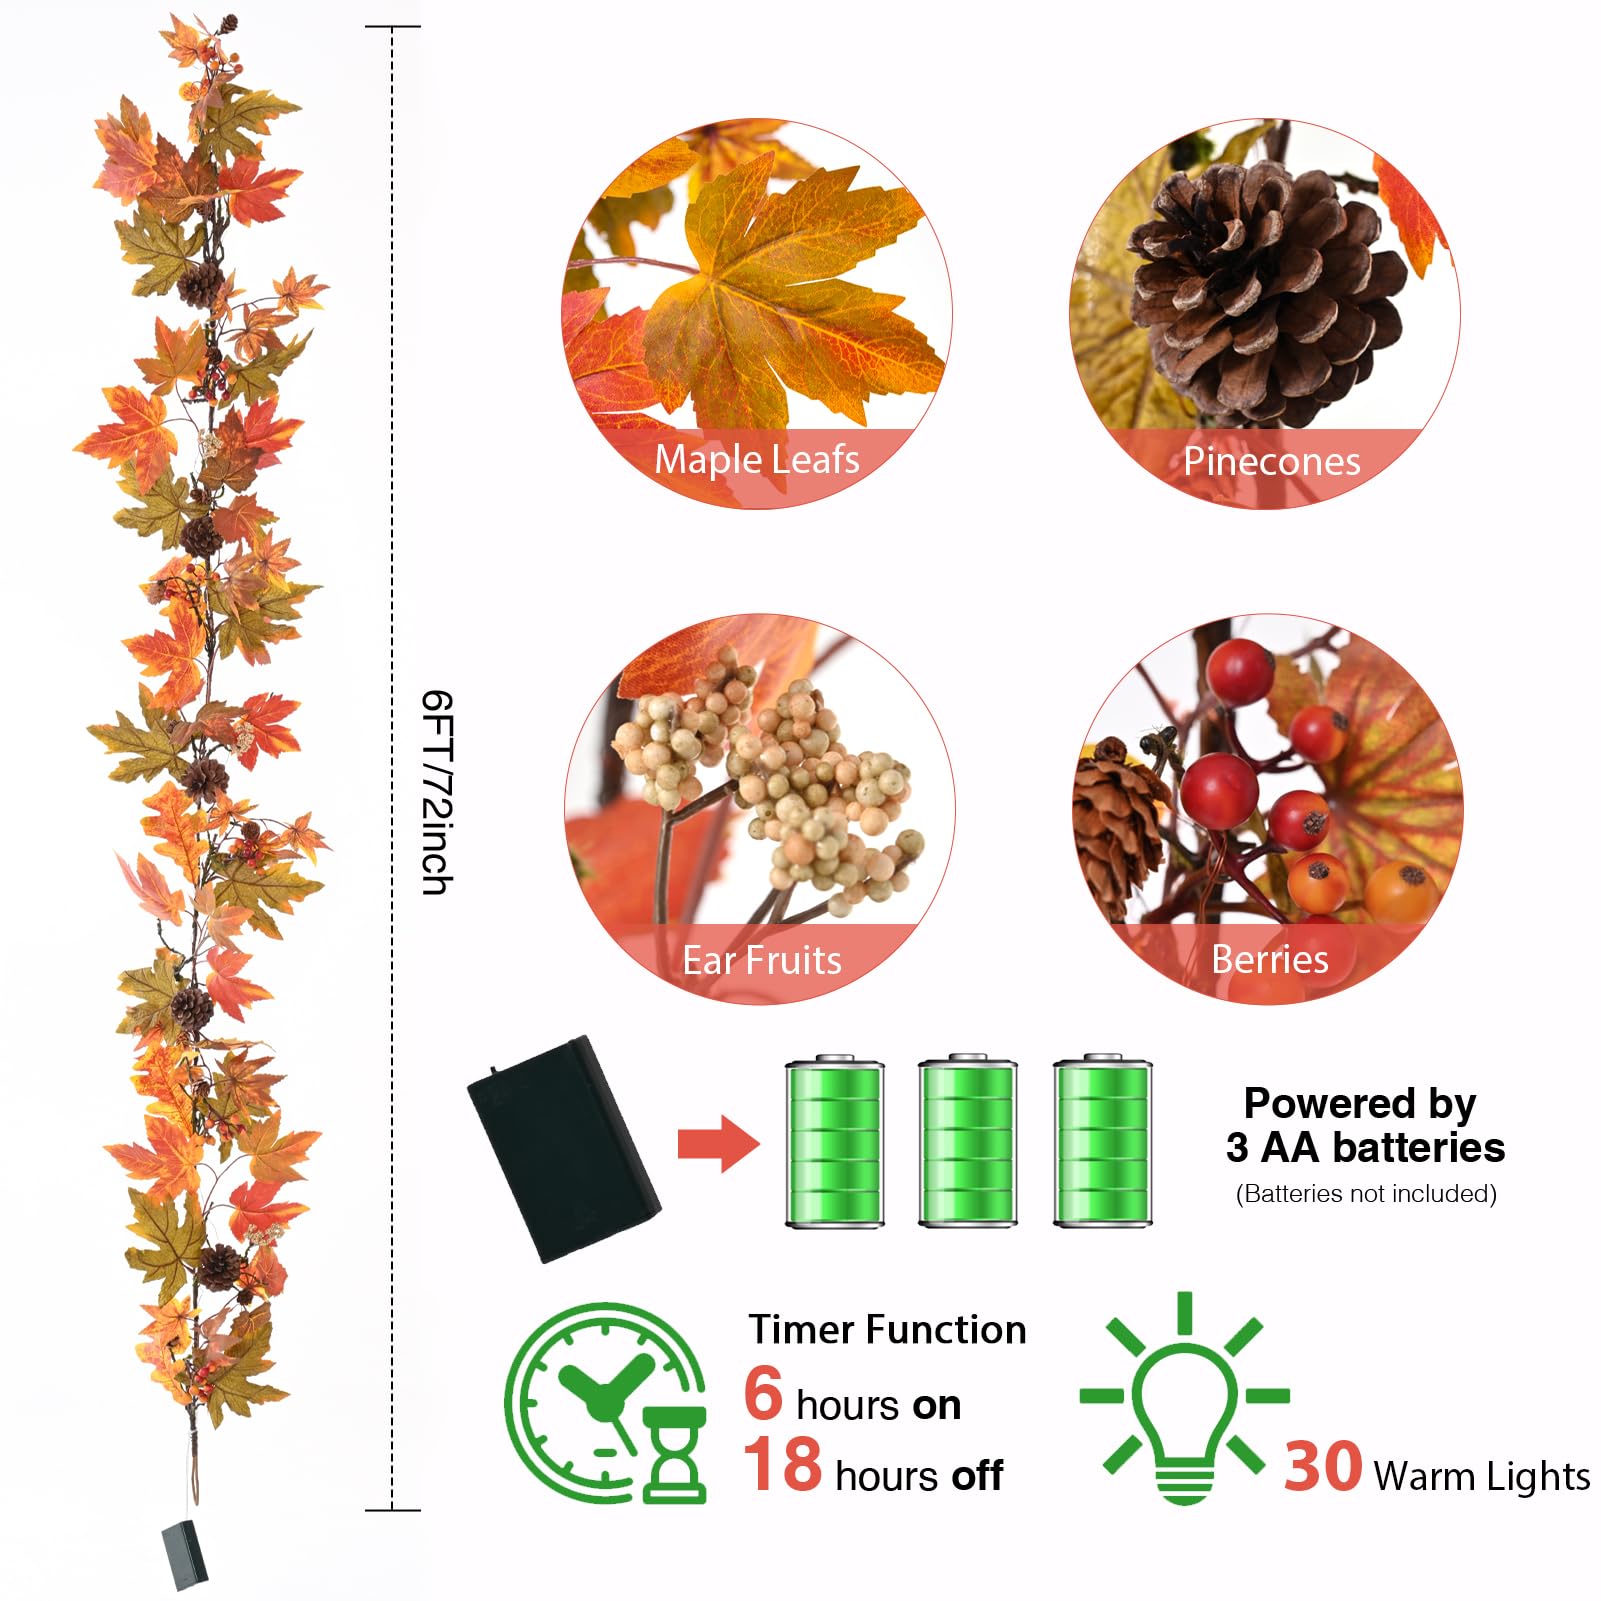 6FT/72inch
Maple Leafs
Pinecones
Ear Fruits
Berries
Powered by
3 AA batteries
(Batteries not included)
Timer Function
6 hours on
18 hours off
30 Warm Lights